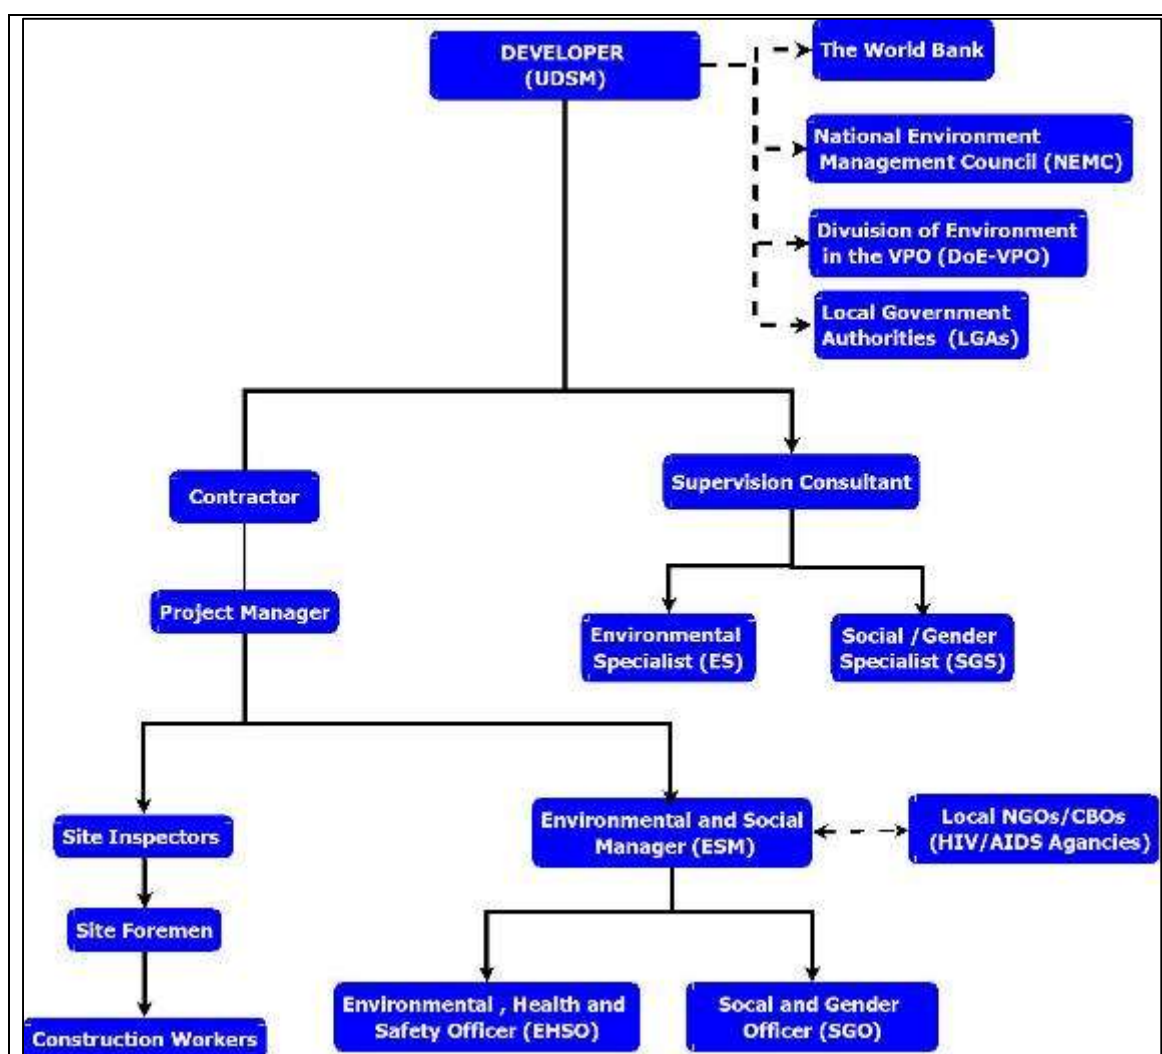 DEVELOPER
(UDSM)
The World Bank
National Environment
Management Council (NEMC)
Divuision of Environment
in the VPO (DoE-VPO)
Local Government
Authorities (LGAs)
Contractor
Supervision Consultant
Project Manager
Environmental
Specialist (ES)
Social /Gender
Specialist (SGS)
Site Inspectors
Environmental and Social
Manager (ESM)
Local NGOs/CBOs
(HIV/AIDS Agancies)
Site Foremen
Environmental , Health and
Safety Officer (EHSO)
Socal and Gender
Officer (SGO)
Construction Workers